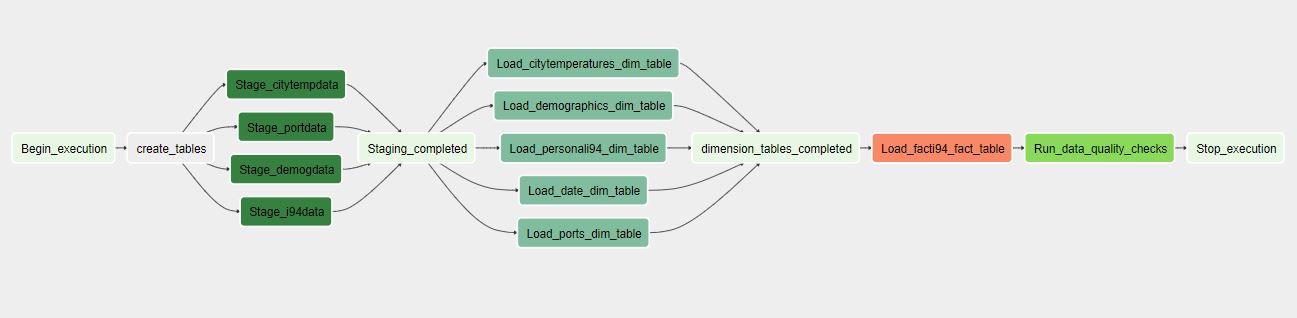 Begin_execution
create_tables
Stage_citytempdata
Stage_portdata
Stage_demogdata
Stage_i94data
Staging_completed
Load_citytemperatures_dim_table
Load_demographics_dim_table
Load_personali94_dim_table
Load_date_dim_table
Load_ports_dim_table
dimension_tables_completed
Load_facti94_fact_table
Run_data_quality_checks
Stop_execution